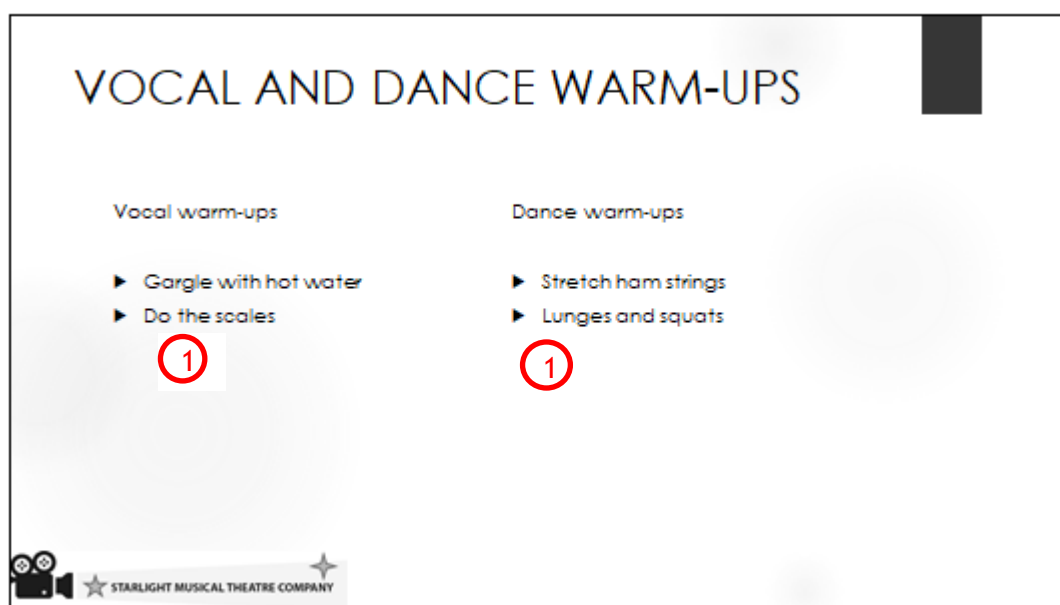 VOCAL AND DANCE WARM-UPS
Vocal warm-ups
Gargle with hot water
Do the scales
1
Dance warm-ups
Stretch ham strings
Lunges and squats
1
STARLIGHT MUSICAL THEATRE COMPANY